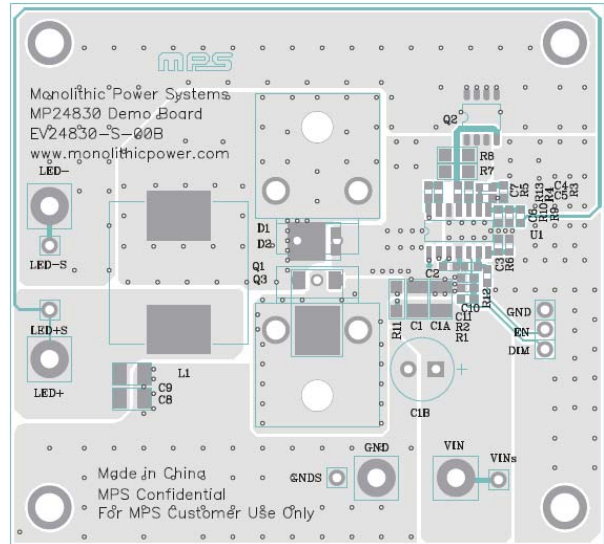 MPS
Monolithic Power Systems
MP24830 Demo Board
EV24830-S-00B
www.monolithicpower.com
LED-
LED-S
LED+S
LED+
L1
C9
C8
D1
D2
Q1
Q3
Q2
R8
R7
C7
R5
R13
R4
C4
C5
R3
C6
R10
R9
U1
C3
R6
C2
R12
C10
C11
R2
R1
R11
C1
C1A
C1B
+
GND
EN
DIM
GNDS
GND
VIN
VINs
Made in China
MPS Confidential
For MPS Customer Use Only